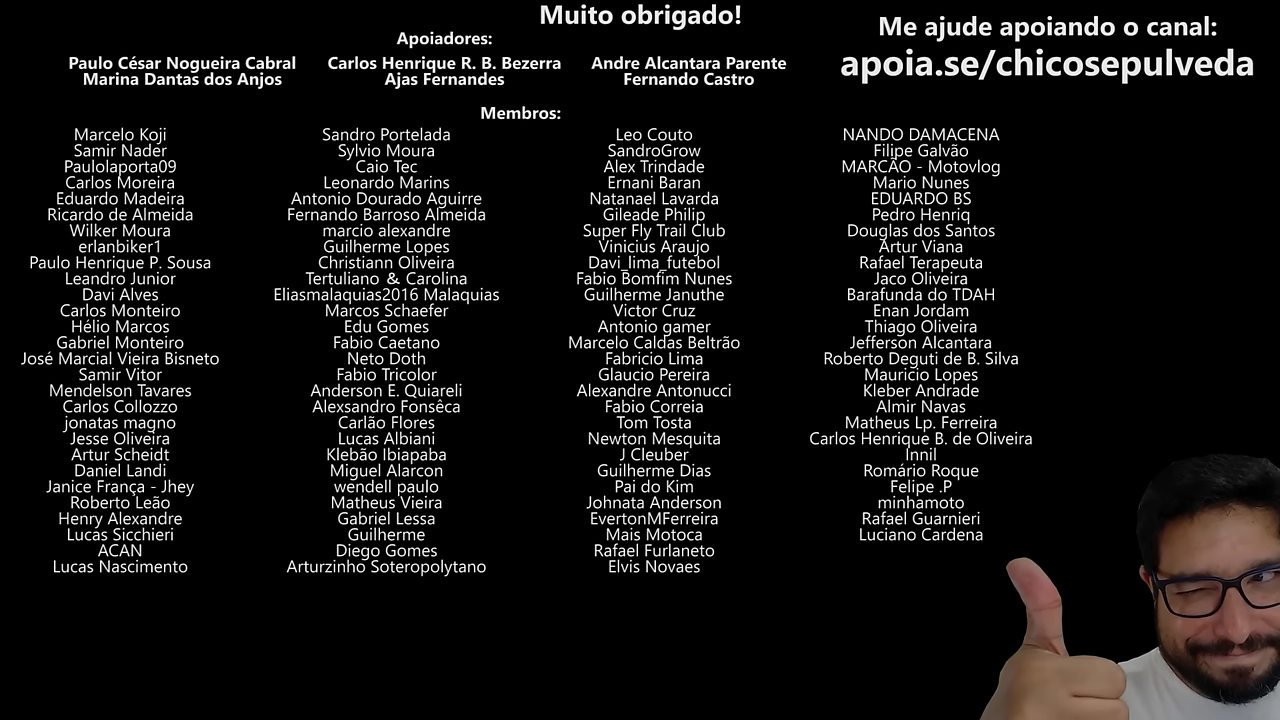 Muito obrigado!
Apoiadores:
Paulo César Nogueira Cabral
Marina Dantas dos Anjos
Carlos Henrique R. B. Bezerra
Ajas Fernandes
Andre Alcantara Parente
Fernando Castro
Me ajude apoiando o canal:
apoia.se/chicosepulveda
Membros:
Marcelo Koji
Samir Nader
Paulolaporta09
Carlos Moreira
Eduardo Madeira
Ricardo de Almeida
Wilker Moura
erlanbiker1
Paulo Henrique P. Sousa
Leandro Junior
Davi Alves
Carlos Monteiro
Hélio Marcos
Gabriel Monteiro
José Marcial Vieira Bisneto
Samir Vitor
Mendelson Tavares
Carlos Collozzo
jonatas magno
Jesse Oliveira
Artur Scheidt
Daniel Landi
Janice França - Jhey
Roberto Leão
Henry Alexandre
Lucas Sicchieri
ACAN
Lucas Nascimento
Sandro Portelada
Sylvio Moura
Caio Tec
Leonardo Marins
Antonio Dourado Aguirre
Fernando Barroso Almeida
marcio alexandre
Guilherme Lopes
Christiann Oliveira
Tertuliano & Carolina
Eliasmalaquias2016 Malaquias
Marcos Schaefer
Edu Gomes
Fabio Caetano
Neto Doth
Fabio Tricolor
Anderson E. Quiareli
Alexsandro Fonsêca
Carlão Flores
Lucas Albiani
Klebão Ibiapaba
Miguel Alarcon
wendell paulo
Matheus Vieira
Gabriel Lessa
Guilherme
Diego Gomes
Arturzinho Soteropolytano
Leo Couto
SandroGrow
Alex Trindade
Ernani Baran
Natanael Lavarda
Gileade Philip
Super Fly Trail Club
Vinicius Araujo
Davi_lima_futebol
Fabio Bomfim Nunes
Guilherme Januthe
Victor Cruz
Antonio gamer
Marcelo Caldas Beltrão
Fabricio Lima
Glaucio Pereira
Alexandre Antonucci
Fabio Correia
Tom Tosta
Newton Mesquita
J Cleuber
Guilherme Dias
Pai do Kim
Johnata Anderson
EvertonMFerreira
Mais Motoca
Rafael Furlaneto
Elvis Novaes
NANDO DAMACENA
Filipe Galvão
MARCÃO - Motovlog
Mario Nunes
EDUARDO BS
Pedro Henriq
Douglas dos Santos
Artur Viana
Rafael Terapeuta
Jaco Oliveira
Barafunda do TDAH
Enan Jordam
Thiago Oliveira
Jefferson Alcantara
Roberto Deguti de B. Silva
Mauricio Lopes
Kleber Andrade
Almir Navas
Matheus Lp. Ferreira
Carlos Henrique B. de Oliveira
Innil
Romário Roque
Felipe .P
minhamoto
Rafael Guarnieri
Luciano Cardena